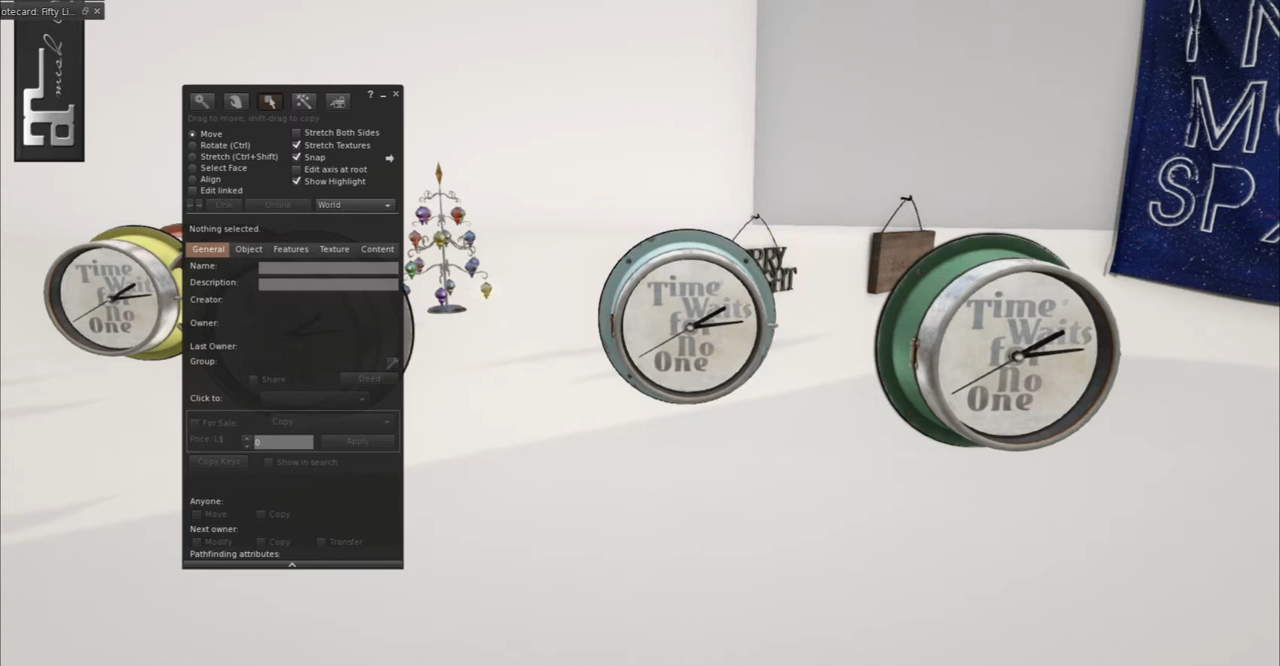 otecard: Fifty Li...
mesh
?
Drag to move, shift-drag to copy
Move
Rotate (Ctrl)
Stretch (Ctrl+Shift)
Select Face
Align
Edit linked
Stretch Both Sides
Stretch Textures
Snap
Edit axis at root
Show Highlight
Link Unlink World
Nothing selected.
General Object Features Texture Content
Name:
Description:
Creator:
Owner:
Last Owner:
Group:
Share Deed
Click to:
For Sale: Copy
Price: L$ 0 Apply
Copy Keys Show in search
Anyone:
Move Copy
Next owner:
Modify Copy Transfer
Pathfinding attributes:
Time
Waits
for
No
One
Time
Waits
for
No
One
Time
Waits
for
No
One